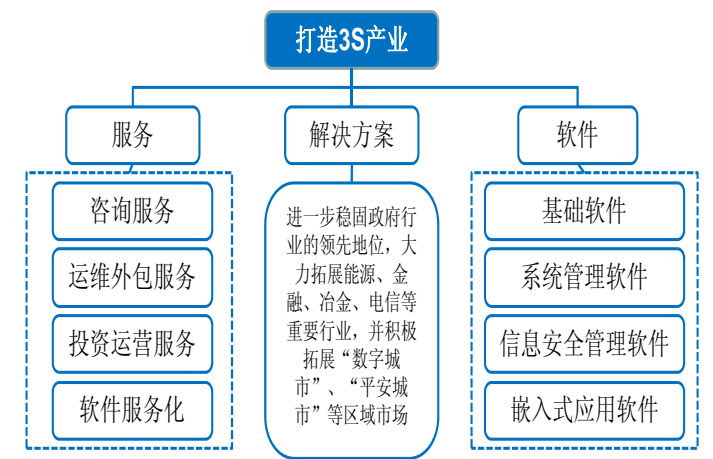 打造3S产业
服务
解决方案
软件
咨询服务
运维外包服务
投资运营服务
软件服务化
进一步稳固政府行
业的领先地位，大
力拓展能源、金
融、冶金、电信等
重要行业，并积极
拓展“数字城
市”、“平安城
市”等区域市场
基础软件
系统管理软件
信息安全管理软件
嵌入式应用软件